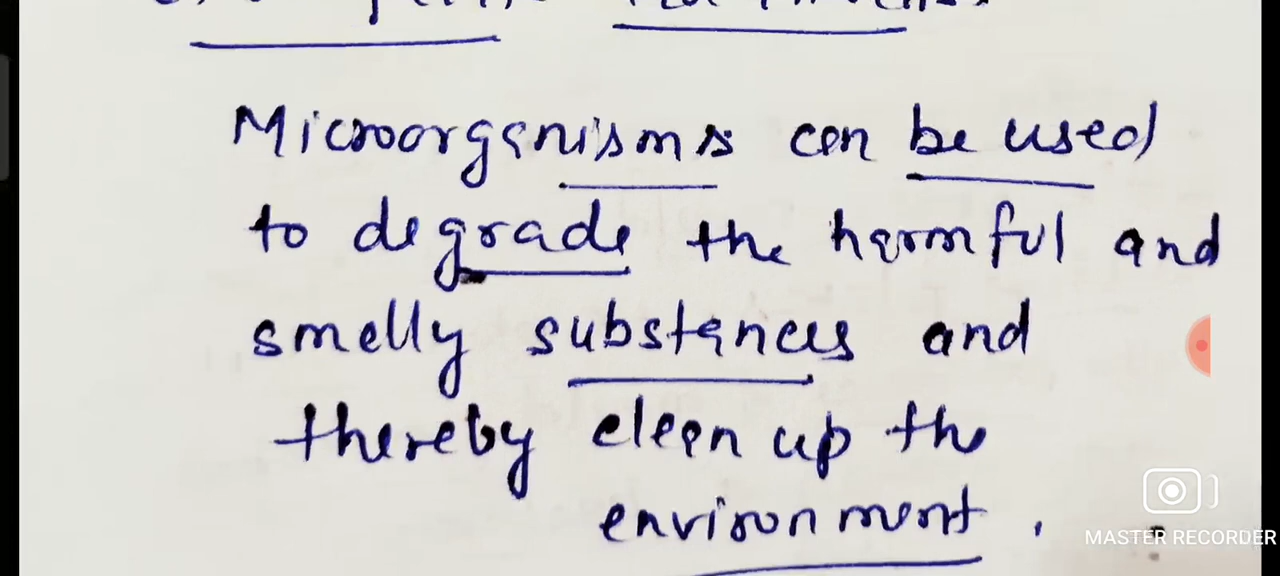 Microorganisms can be used
to degrade the harmful and
smelly substances and
thereby clean up the
environment.
MASTER RECORDER